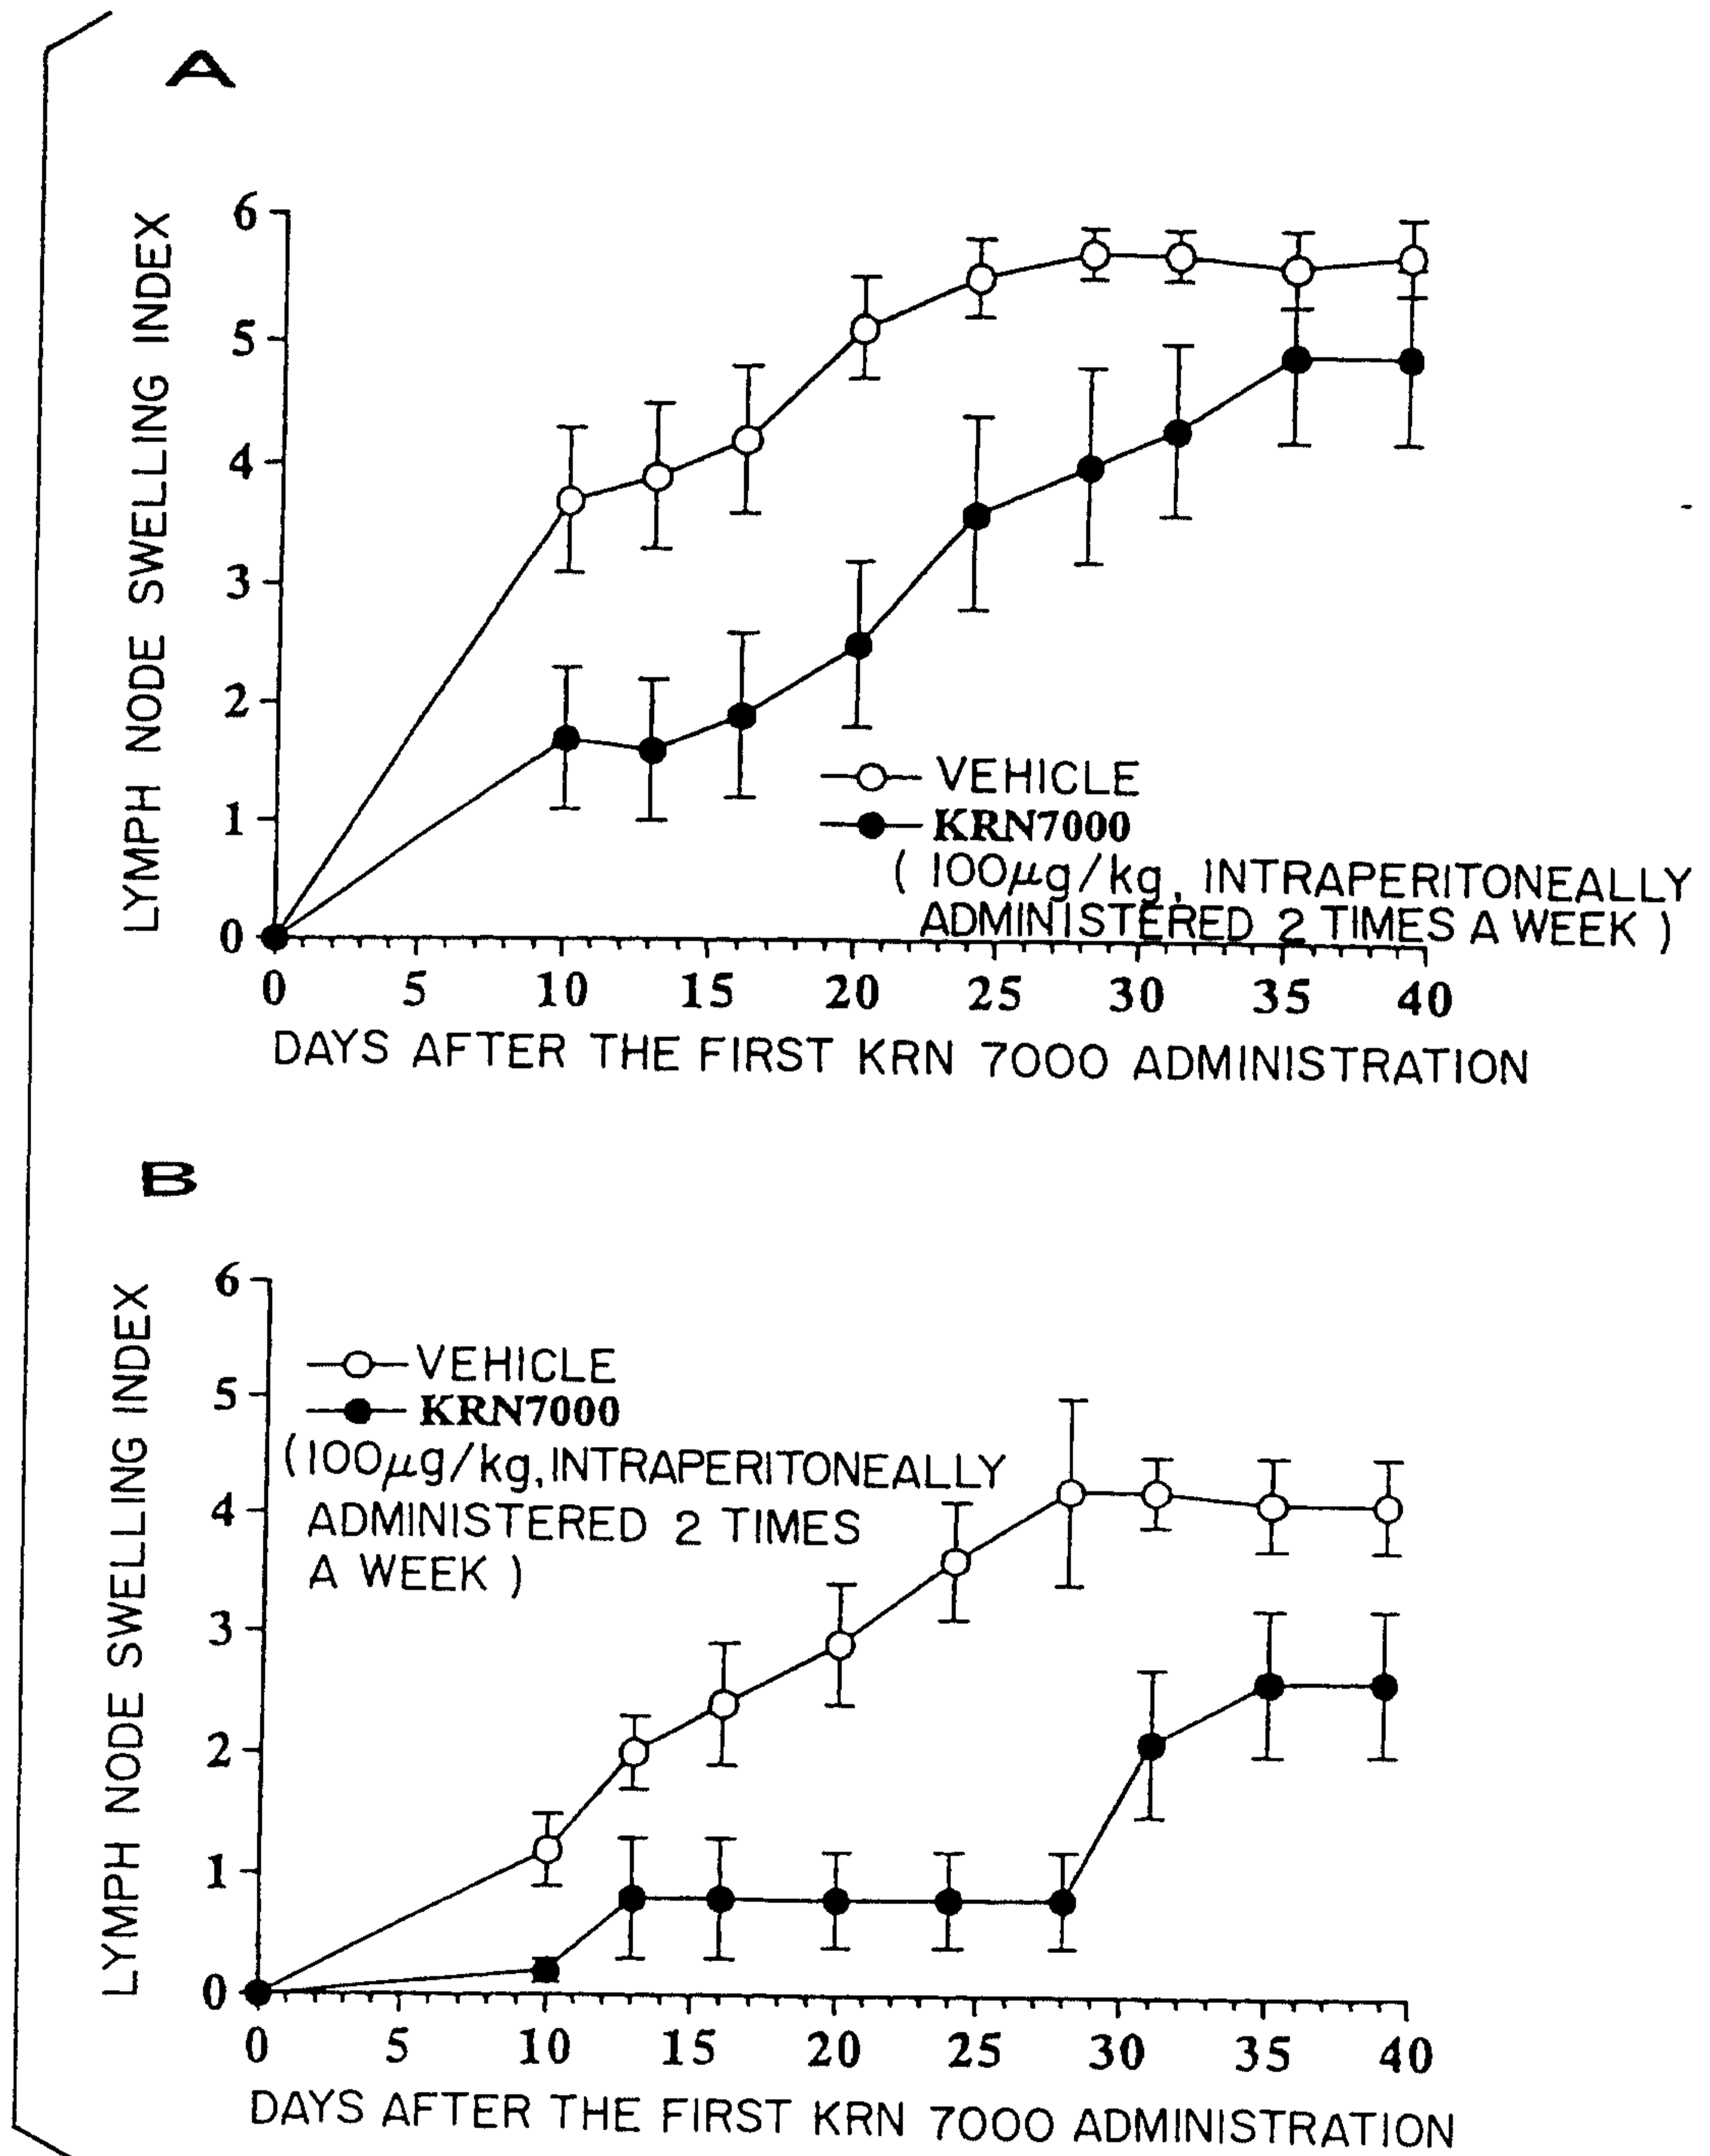 A
6
5
4
3
2
1
0
LYMPH NODE SWELLING INDEX
VEHICLE
KRN7000
( 100μg/kg, INTRAPERITONEALLY
ADMINISTERED 2 TIMES A WEEK )
0 5 10 15 20 25 30 35 40
DAYS AFTER THE FIRST KRN 7000 ADMINISTRATION
B
6
5
4
3
2
1
0
LYMPH NODE SWELLING INDEX
VEHICLE
KRN7000
(100μg/kg, INTRAPERITONEALLY
ADMINISTERED 2 TIMES
A WEEK )
0 5 10 15 20 25 30 35 40
DAYS AFTER THE FIRST KRN 7000 ADMINISTRATION